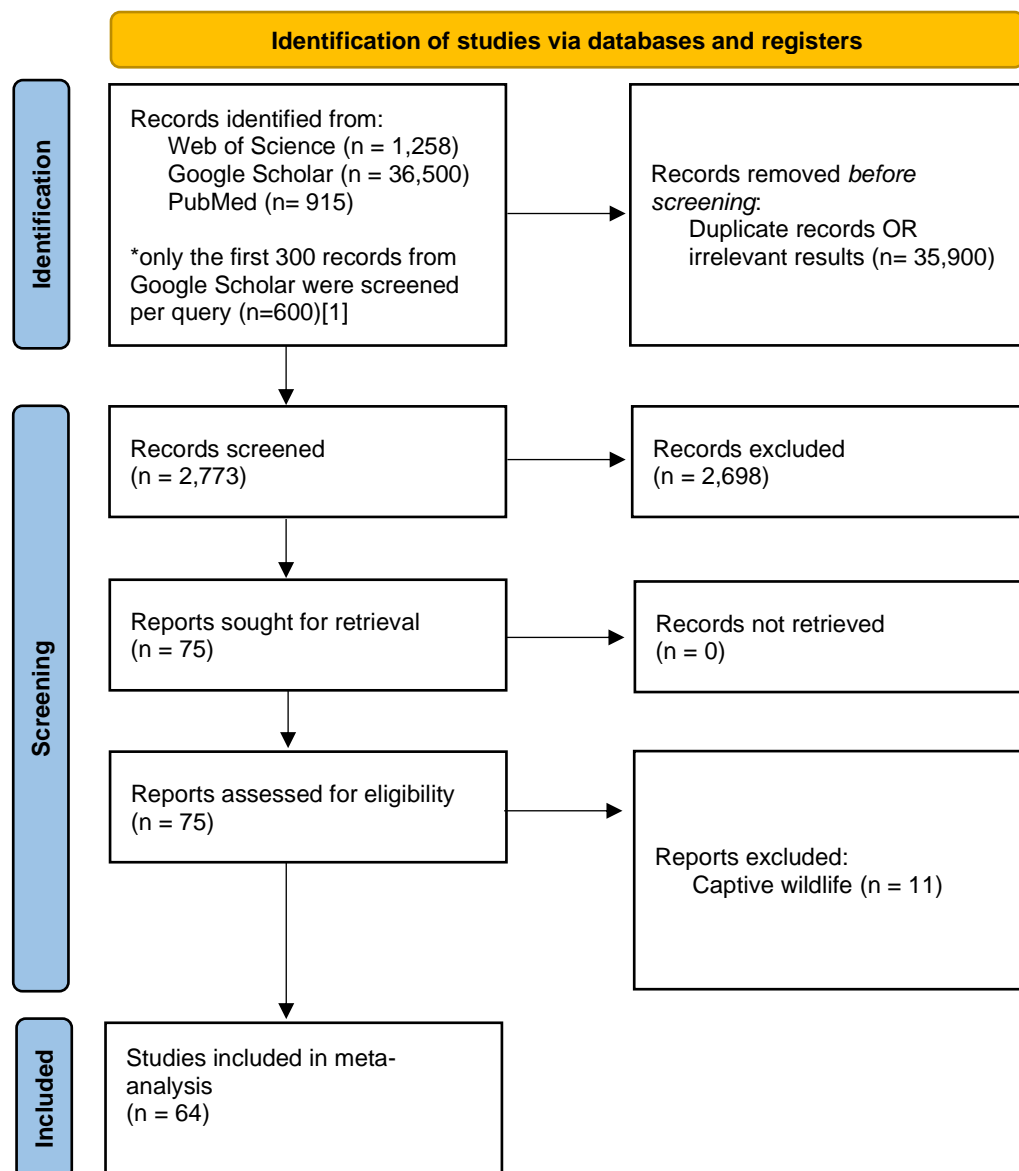 Identification of studies via databases and registers
Identification
Records identified from:
Web of Science (n = 1,258)
Google Scholar (n = 36,500)
PubMed (n= 915)
*only the first 300 records from
Google Scholar were screened
per query (n=600)[1]
Records removed before
screening:
Duplicate records OR
irrelevant results (n= 35,900)
Screening
Records screened
(n = 2,773)
Records excluded
(n = 2,698)
Reports sought for retrieval
(n = 75)
Records not retrieved
(n = 0)
Reports assessed for eligibility
(n = 75)
Reports excluded:
Captive wildlife (n = 11)
Included
Studies included in meta-
analysis
(n = 64)